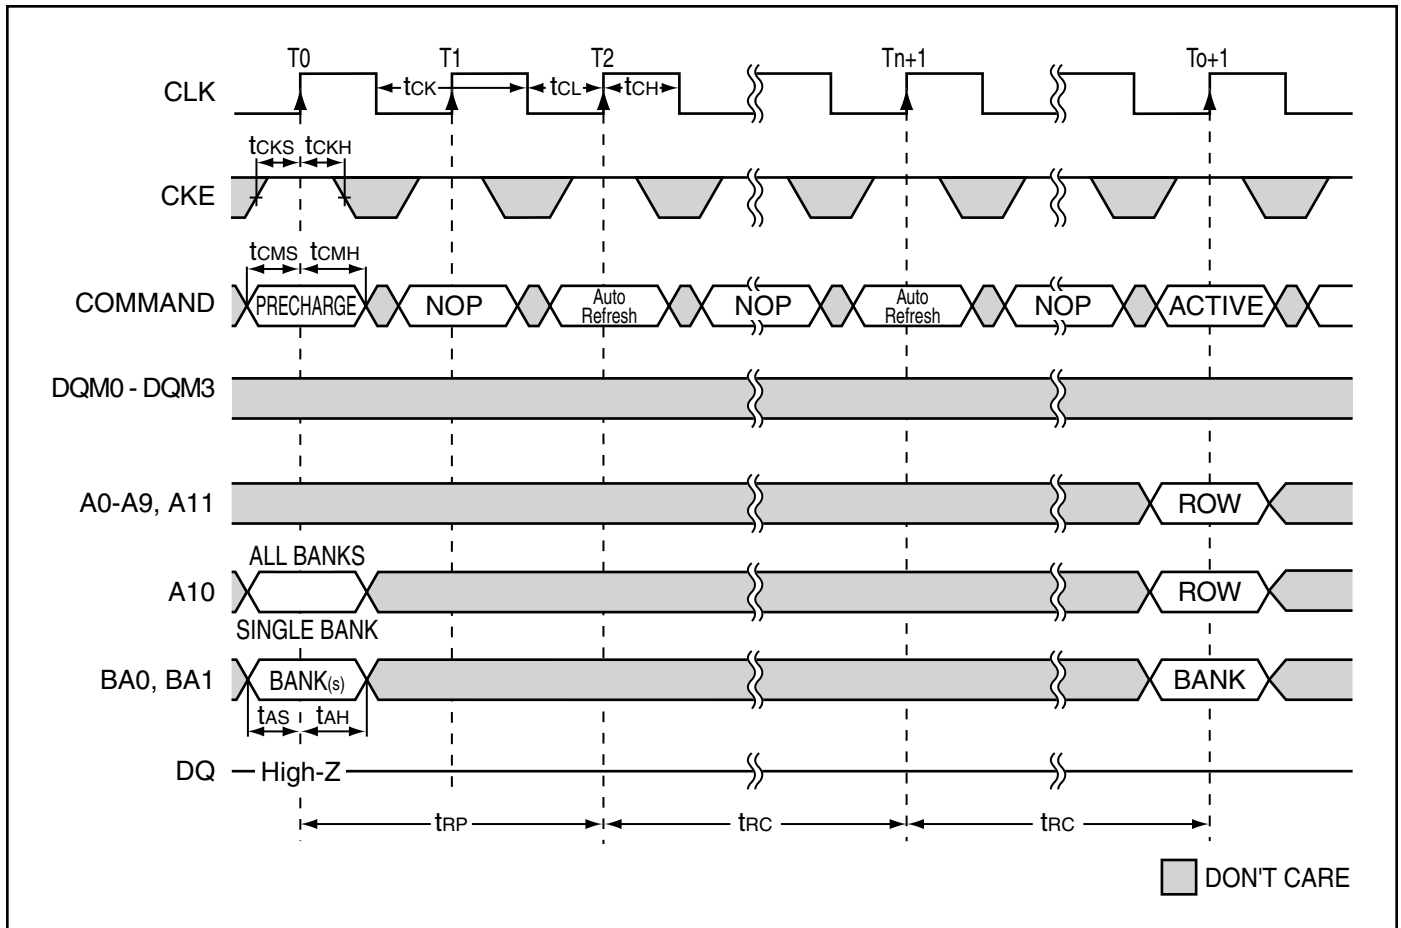 T0 T1 T2 Tn+1 To+1
CLK tCK tCL tCH
tCKS tCKH
CKE
tCMS tCMH
COMMAND PRECHARGE NOP Auto Refresh NOP Auto Refresh NOP ACTIVE
DQM0 - DQM3
A0-A9, A11 ROW
ALL BANKS
A10 ROW
SINGLE BANK
BA0, BA1 BANK(s) BANK
tAS tAH
DQ High-Z
tRP tRC tRC
DON'T CARE